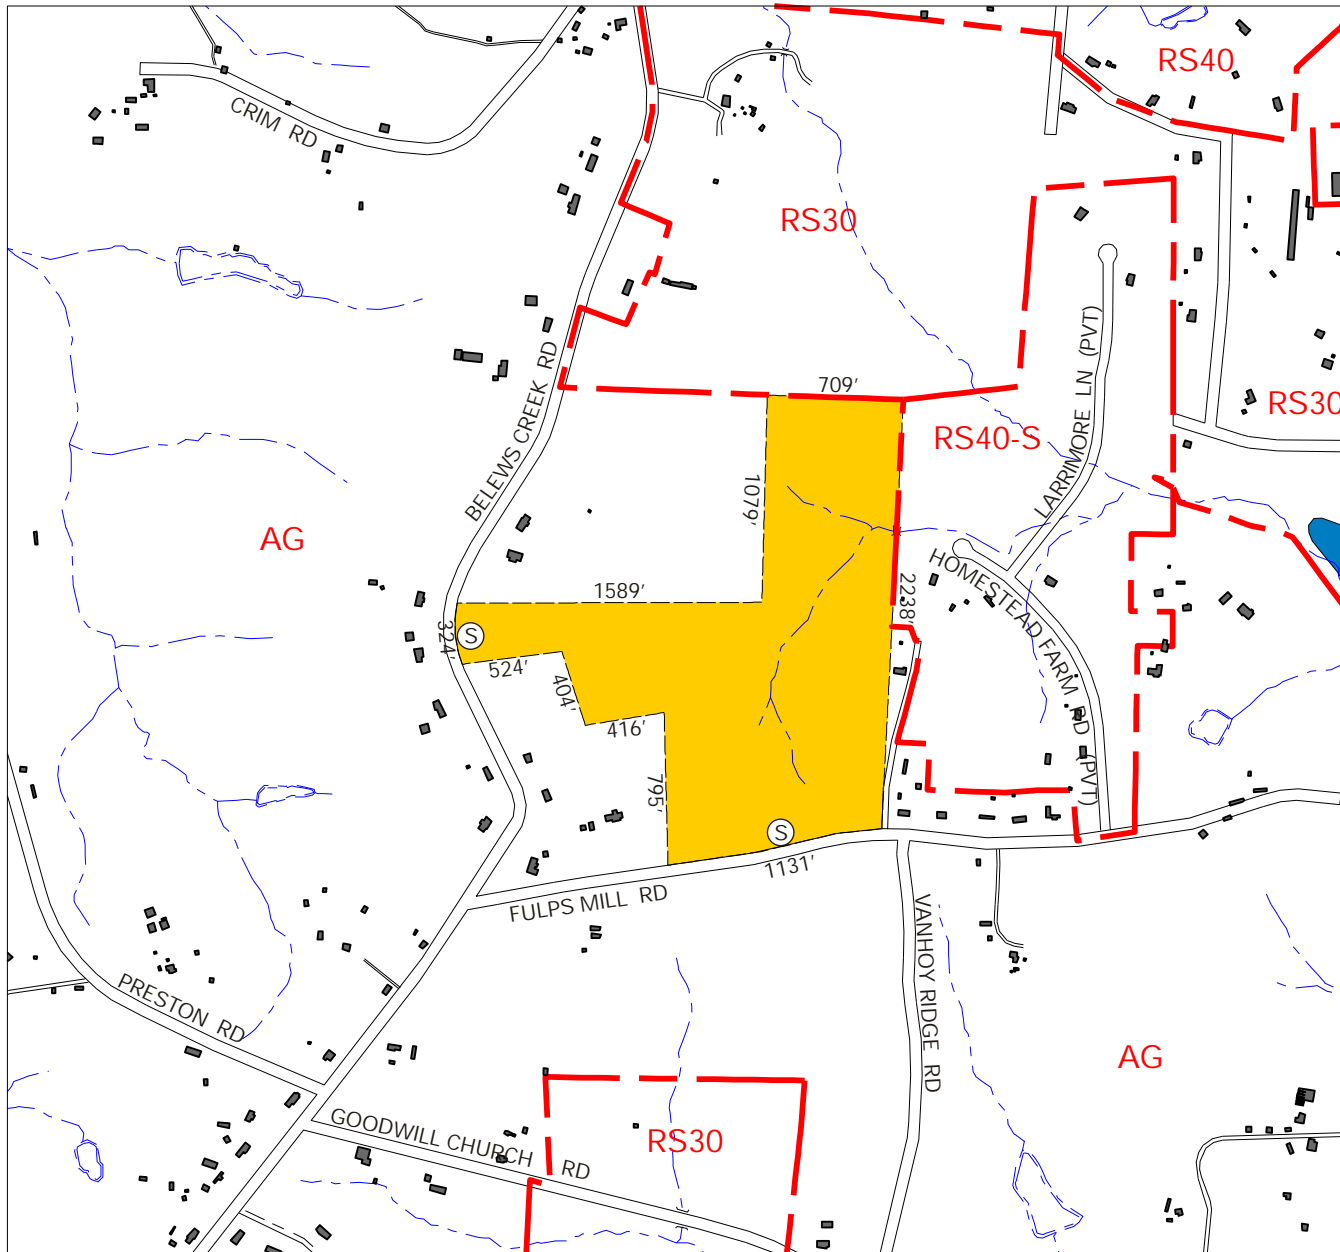 RS40
CRIM RD
RS30
LARRIMORE LN (PVT)
BELEWS CREEK RD
709'
RS30
RS40-S
1079'
AG
HOMESTEAD FARM RD (PVT)
1589'
2238'
324'
S
524'
404'
416'
795'
S
1131'
FULPS MILL RD
VANHOY RIDGE RD
PRESTON RD
AG
GOODWILL CHURCH RD
RS30